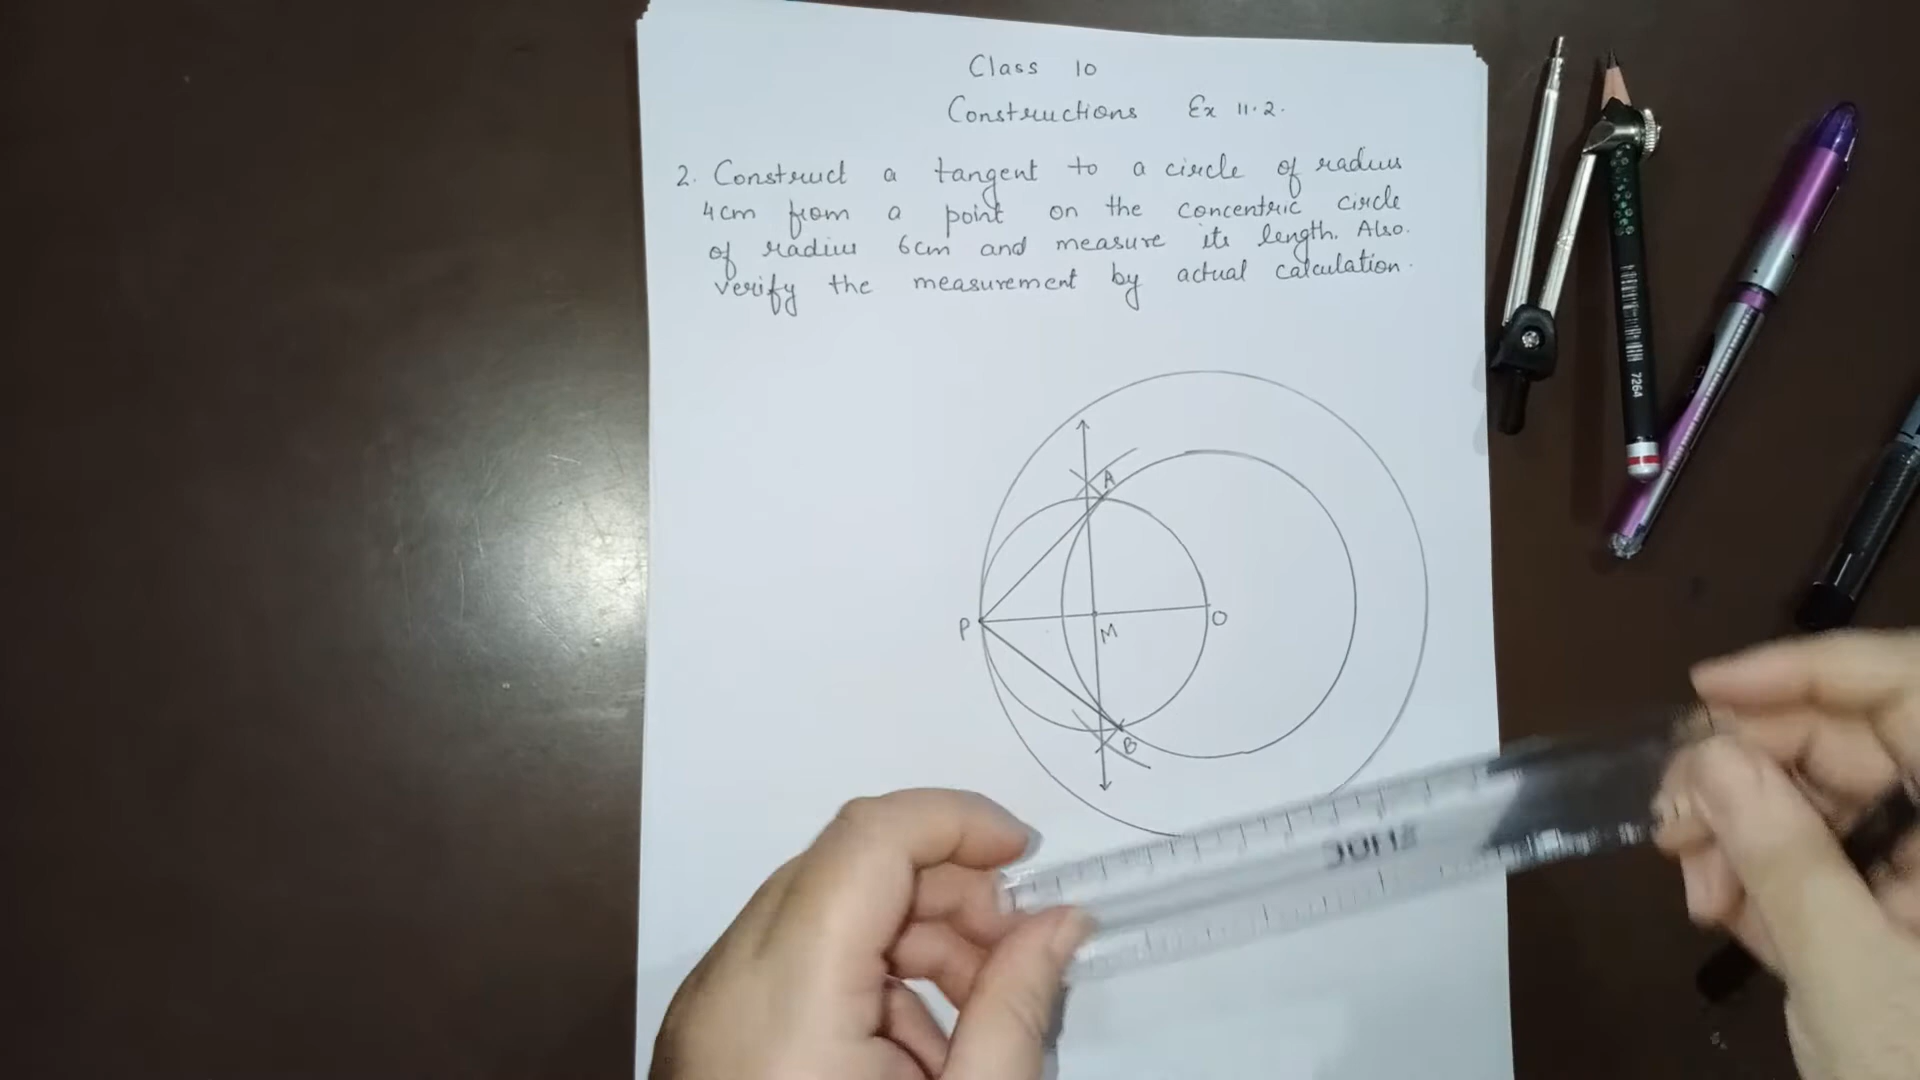 Class 10
Constructions Ex 11.2.
2. Construct a tangent to a circle of radius
4cm from a point on the concentric circle
of radius 6cm and measure its length. Also.
verify the measurement by actual calculation.
A
P
M
O
B
7264